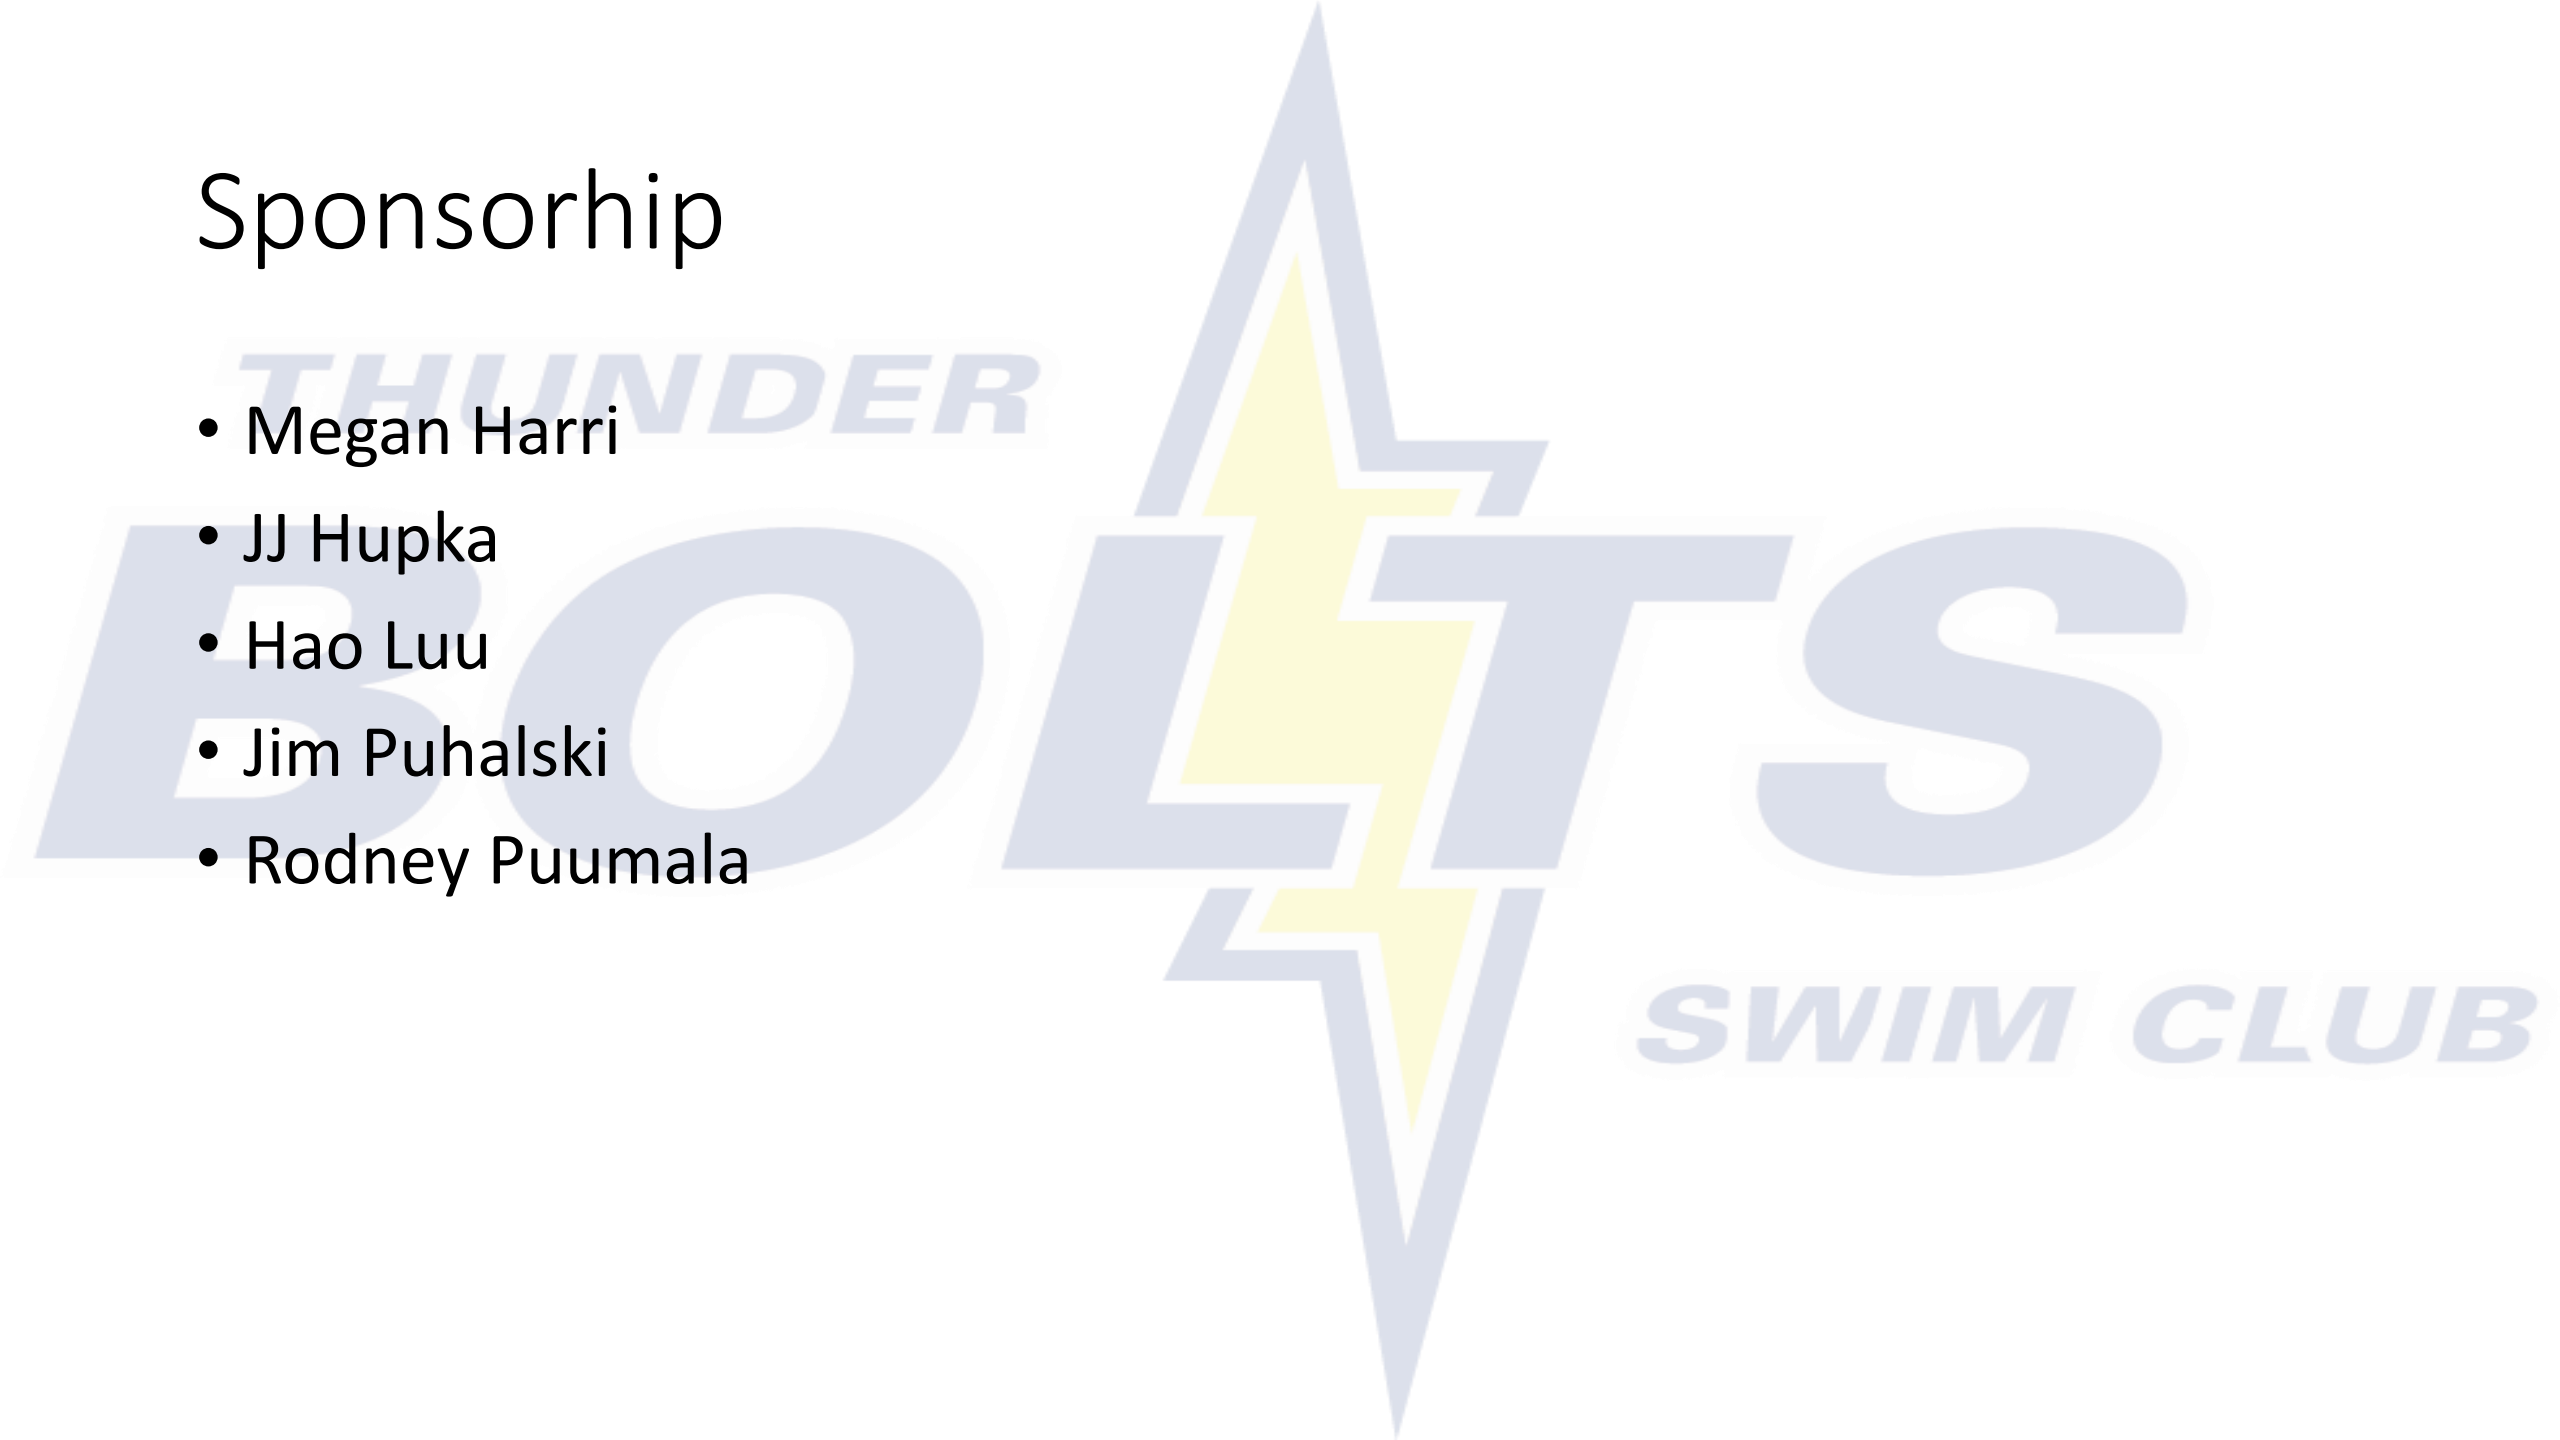 Sponsorhip
THUNDER
• Megan Harri
• JJ Hupka
• Hao Luu
• Jim Puhalski
• Rodney Puumala
BOLTS
SWIM CLUB